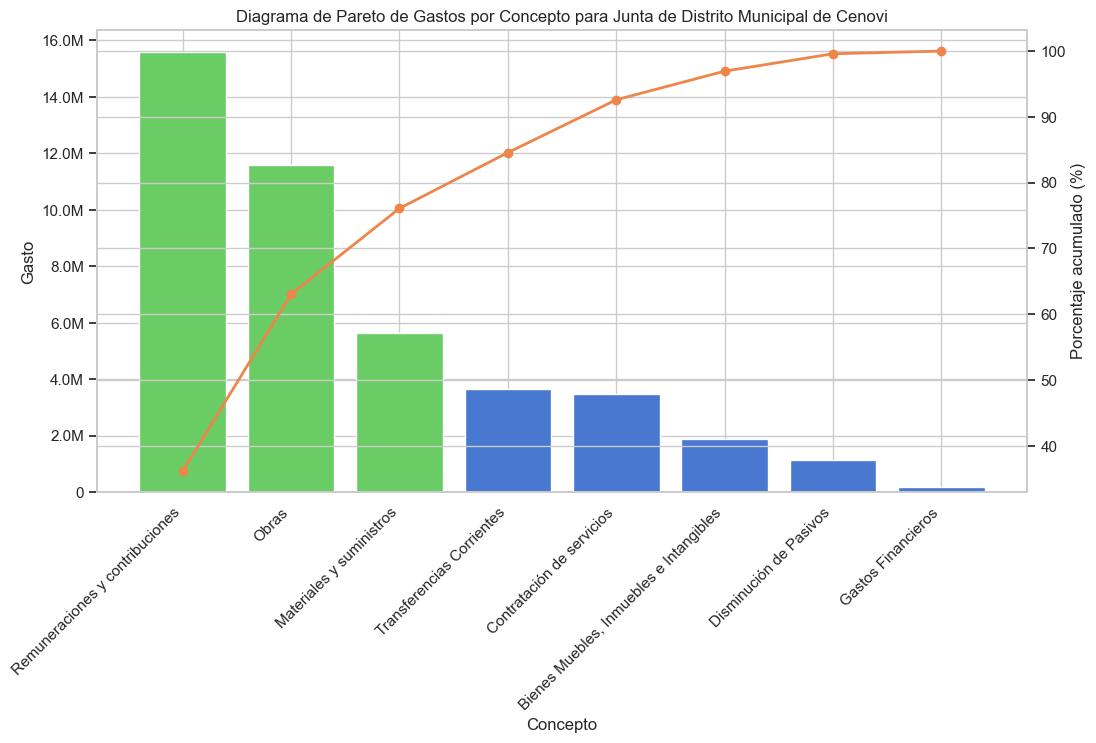 Diagrama de Pareto de Gastos por Concepto para Junta de Distrito Municipal de Cenovi
16.0M
14.0M
12.0M
10.0M
8.0M
6.0M
4.0M
2.0M
0
Gasto
100
90
80
70
60
50
40
Porcentaje acumulado (%)
Remuneraciones y contribuciones
Obras
Materiales y suministros
Transferencias Corrientes
Contratación de servicios
Bienes Muebles, Inmuebles e Intangibles
Disminución de Pasivos
Gastos Financieros
Concepto